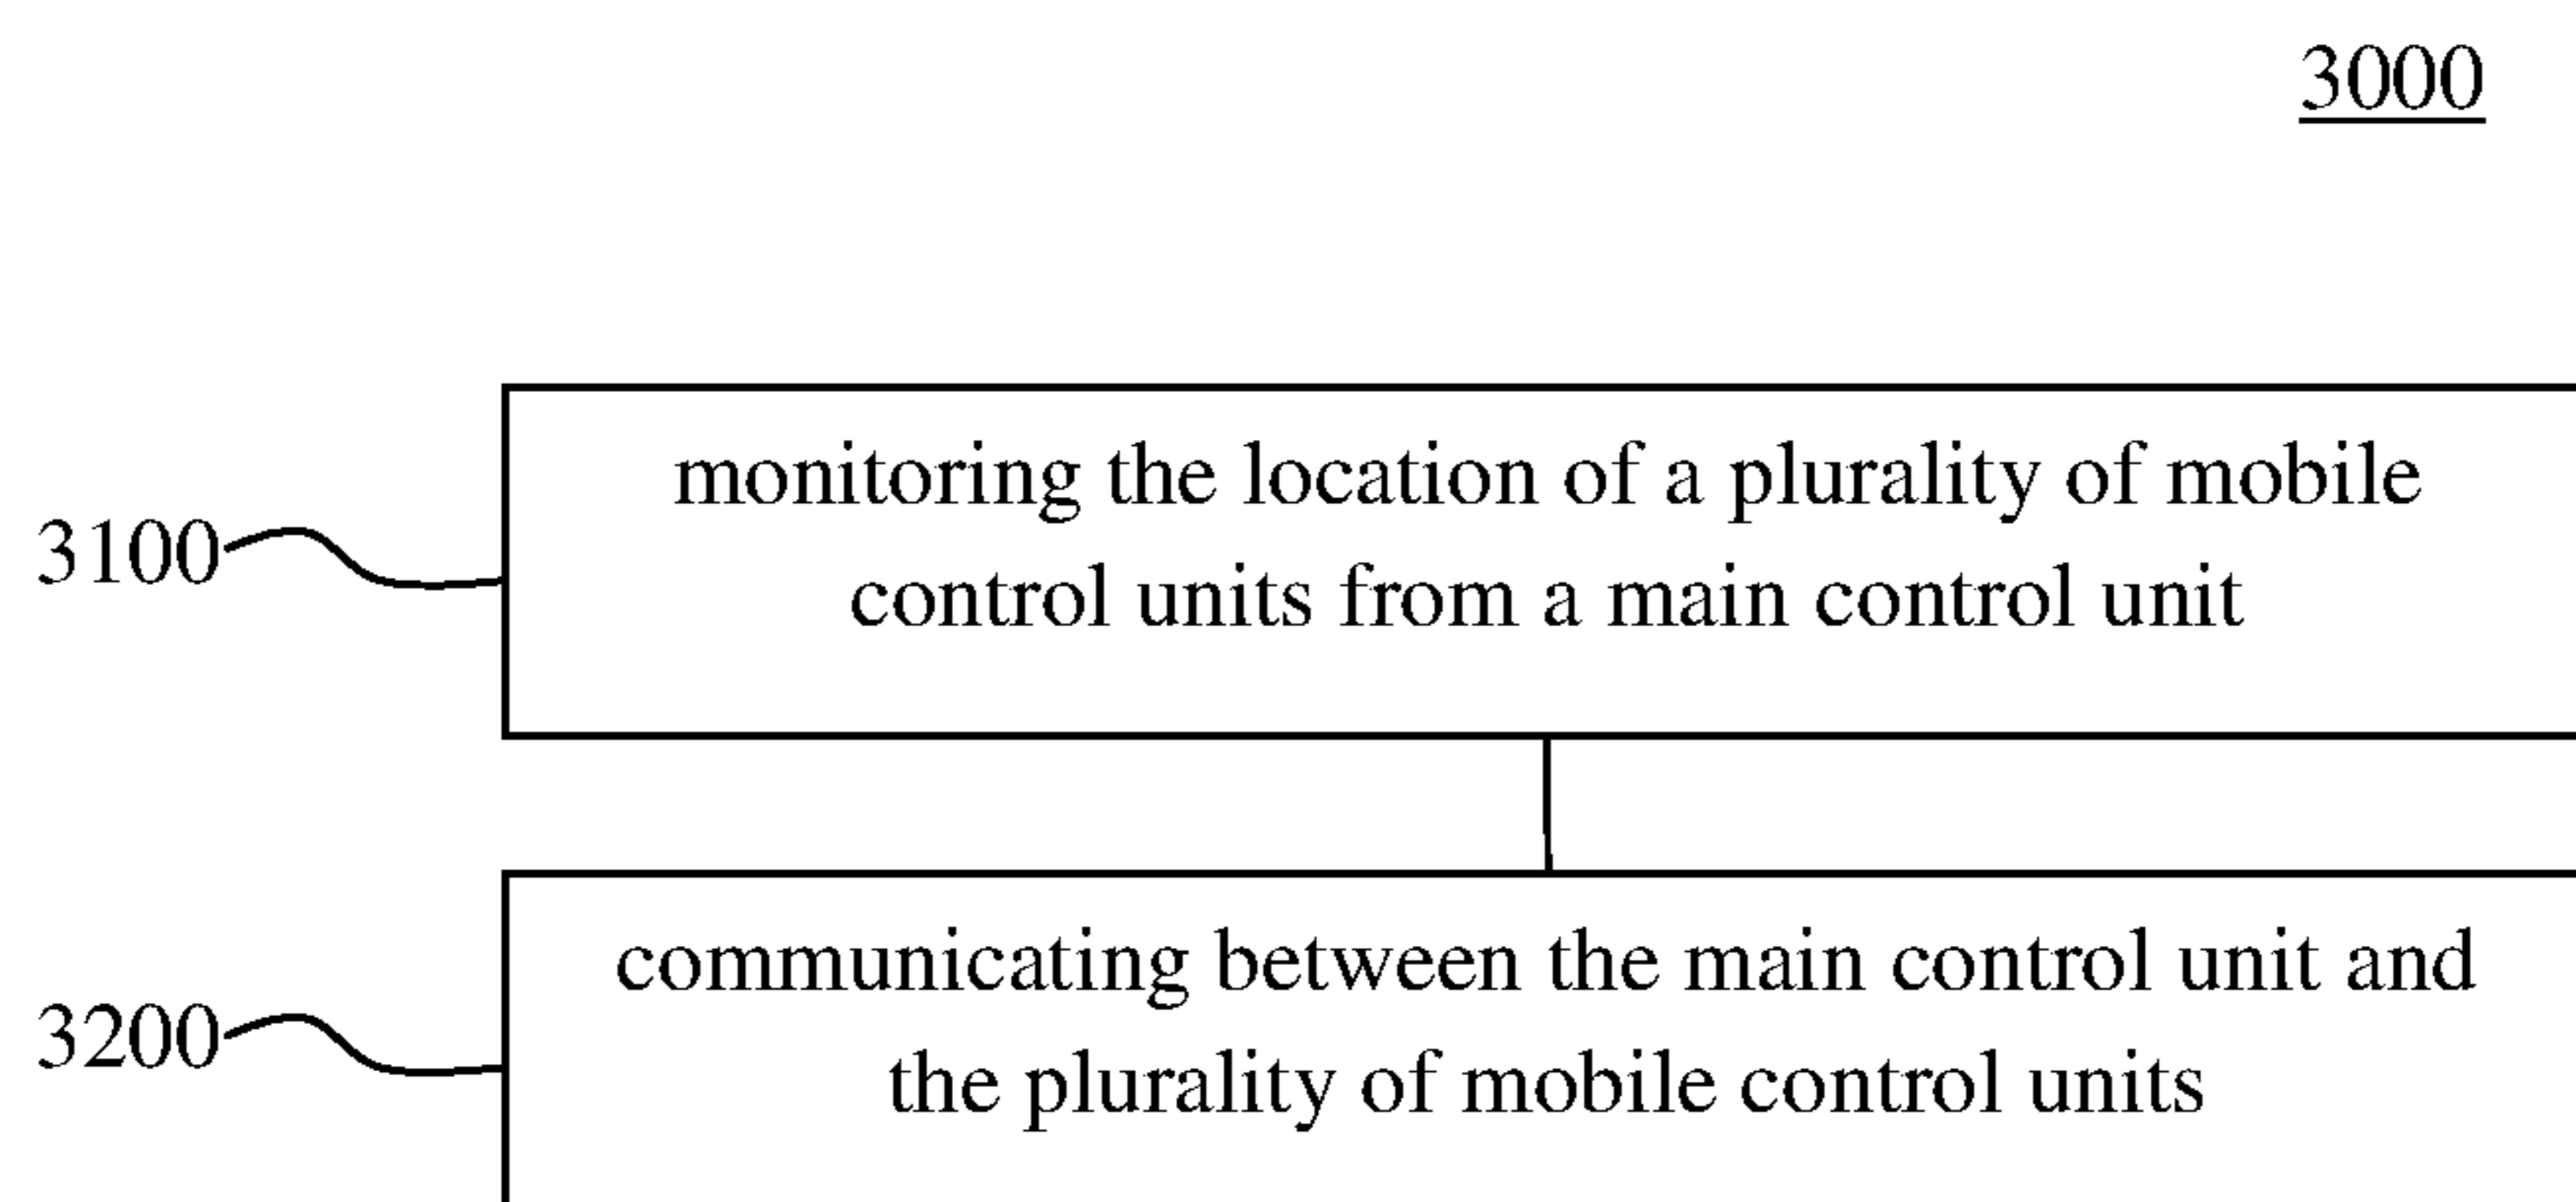 3000
3100
monitoring the location of a plurality of mobile
control units from a main control unit
3200
communicating between the main control unit and
the plurality of mobile control units